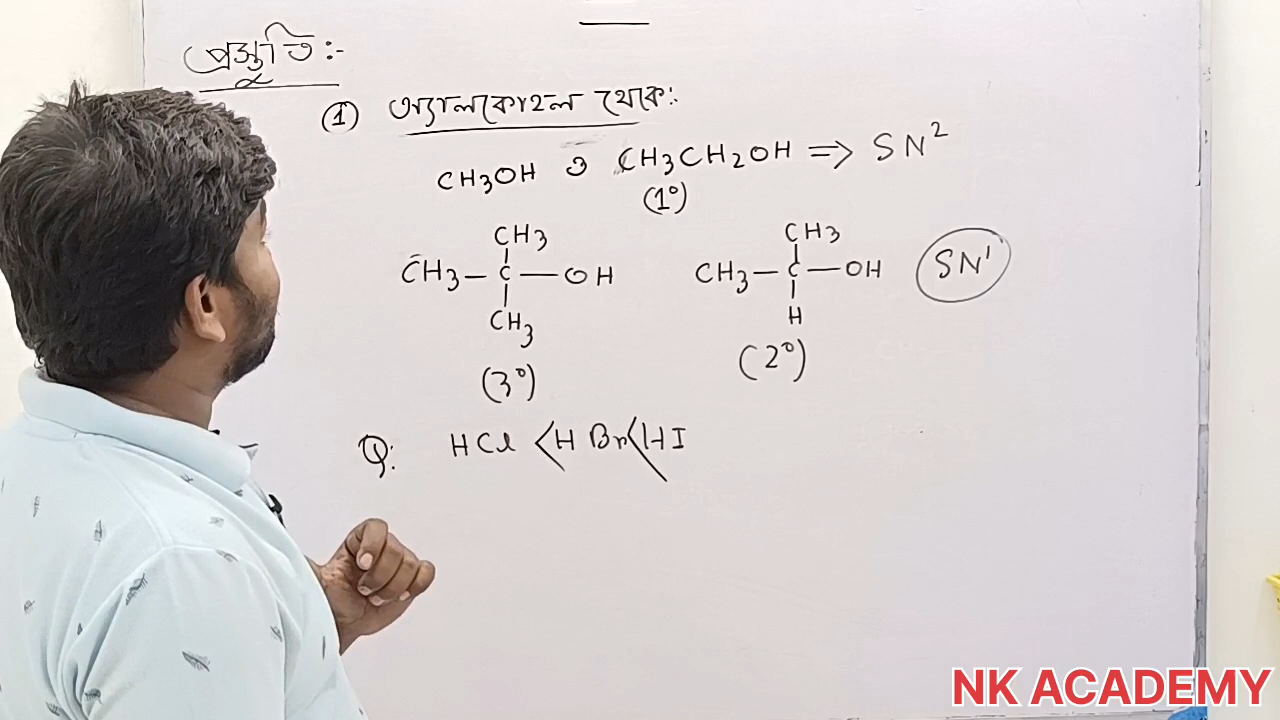 প্রস্তুতি :-
(1) অ্যালকোহল থেকে:
CH3OH ও CH3CH2OH => SN2
(1°)
CH3 CH3
CH3 — C — OH CH3 — C — OH SN1
CH3 H
(3°) (2°)
Q: HCl < HBr < HI
NK ACADEMY